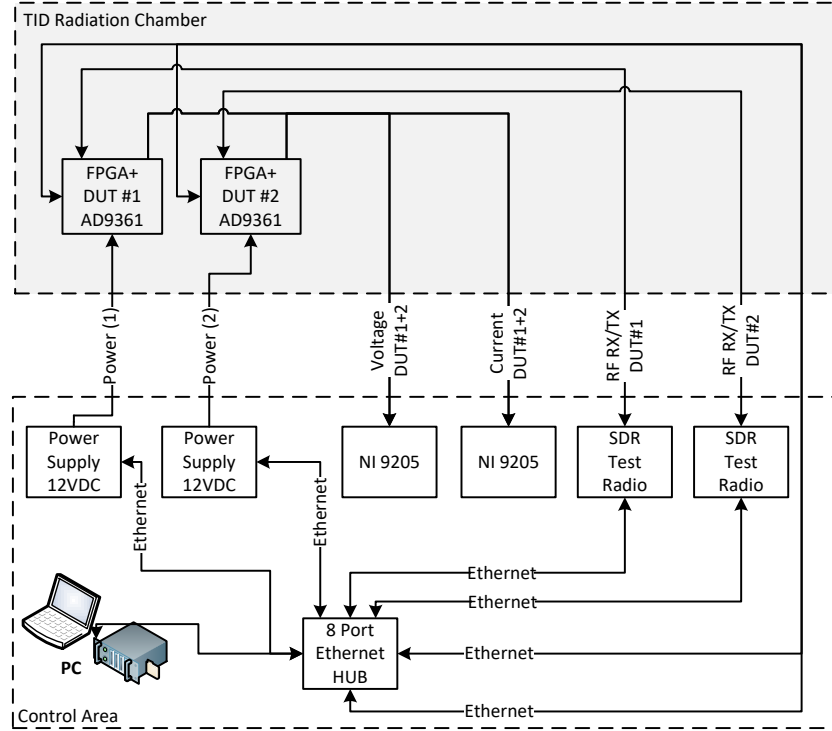 TID Radiation Chamber
FPGA+
DUT #1
AD9361
FPGA+
DUT #2
AD9361
Power (1)
Power (2)
Voltage
DUT#1+2
Current
DUT#1+2
RF RX/TX
DUT#1
RF RX/TX
DUT#2
Power
Supply
12VDC
Power
Supply
12VDC
NI 9205
NI 9205
SDR
Test
Radio
SDR
Test
Radio
Ethernet
Ethernet
Ethernet
Ethernet
8 Port
Ethernet
HUB
Ethernet
PC
Ethernet
Control Area